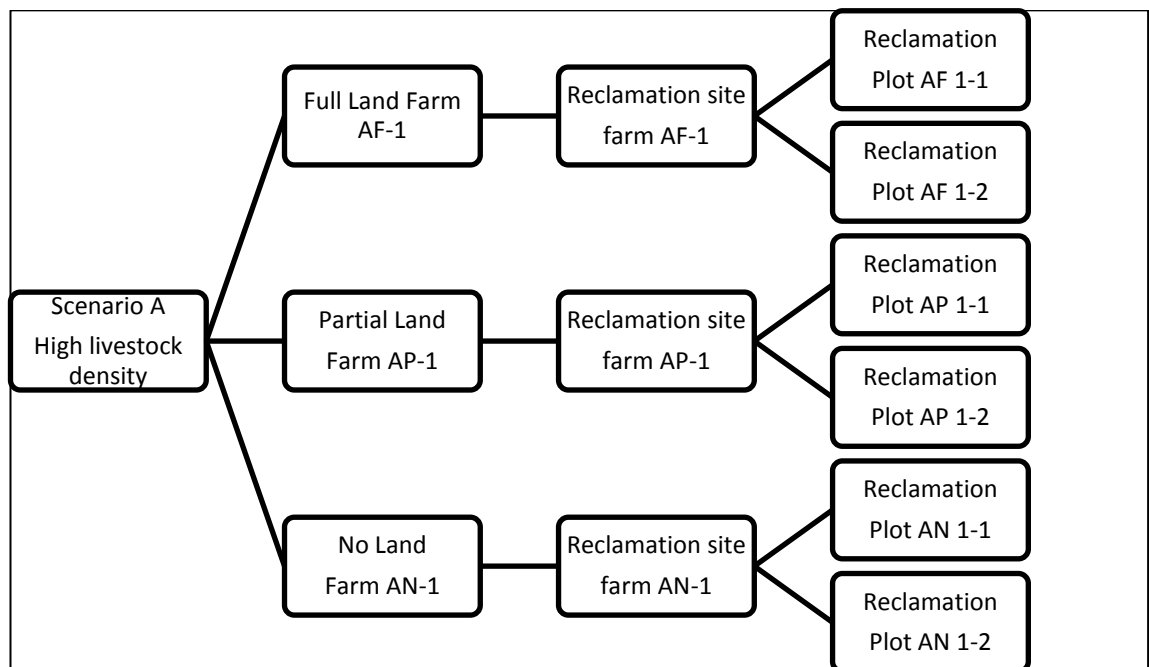 Scenario A
High livestock
density
Full Land Farm
AF-1
Reclamation site
farm AF-1
Reclamation
Plot AF 1-1
Reclamation
Plot AF 1-2
Partial Land
Farm AP-1
Reclamation site
farm AP-1
Reclamation
Plot AP 1-1
Reclamation
Plot AP 1-2
No Land
Farm AN-1
Reclamation site
farm AN-1
Reclamation
Plot AN 1-1
Reclamation
Plot AN 1-2